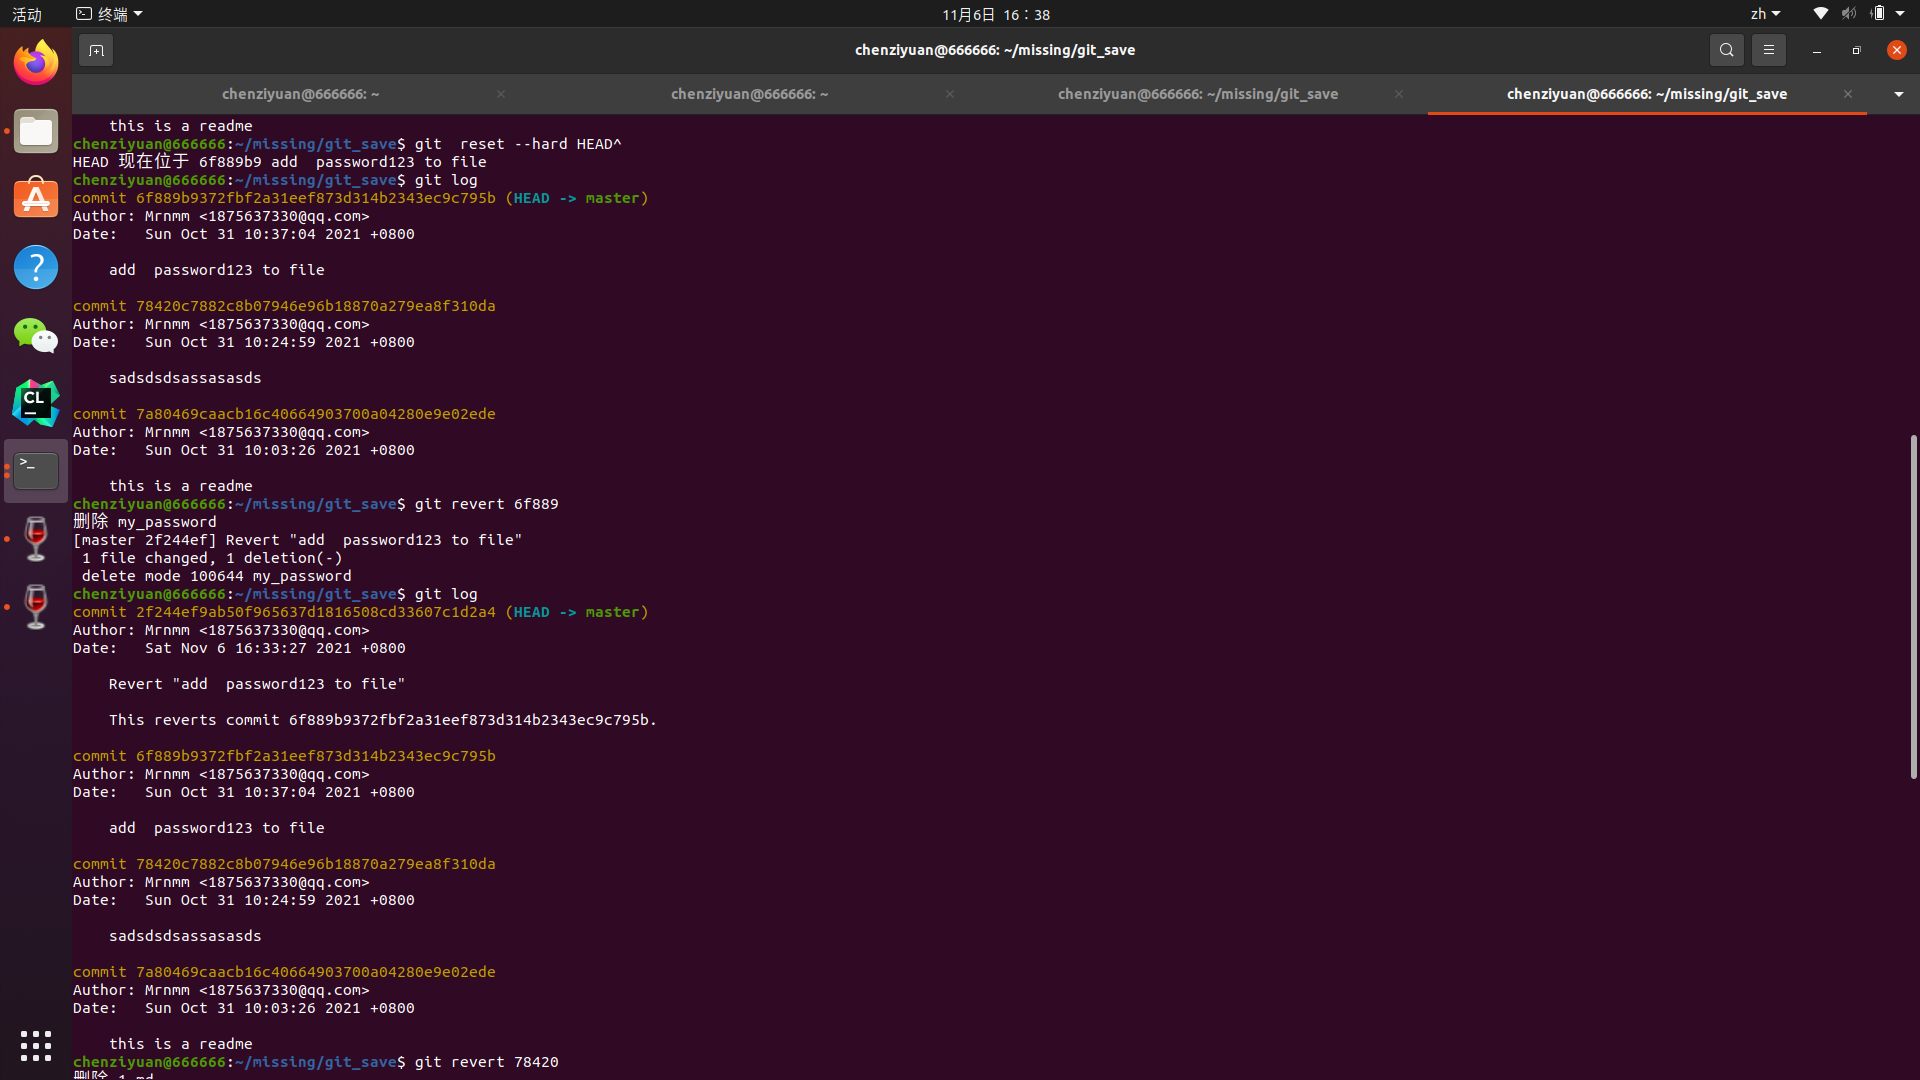 活动
终端
11月6日 16：38
zh
chenziyuan@666666: ~/missing/git_save
chenziyuan@666666: ~
chenziyuan@666666: ~
chenziyuan@666666: ~/missing/git_save
chenziyuan@666666: ~/missing/git_save
    this is a readme
chenziyuan@666666:~/missing/git_save$ git  reset --hard HEAD^
HEAD 现在位于 6f889b9 add  password123 to file
chenziyuan@666666:~/missing/git_save$ git log
commit 6f889b9372fbf2a31eef873d314b2343ec9c795b (HEAD -> master)
Author: Mrnmm <1875637330@qq.com>
Date:   Sun Oct 31 10:37:04 2021 +0800
    add  password123 to file
commit 78420c7882c8b07946e96b18870a279ea8f310da
Author: Mrnmm <1875637330@qq.com>
Date:   Sun Oct 31 10:24:59 2021 +0800
    sadsdsdsassasasds
commit 7a80469caacb16c40664903700a04280e9e02ede
Author: Mrnmm <1875637330@qq.com>
Date:   Sun Oct 31 10:03:26 2021 +0800
    this is a readme
chenziyuan@666666:~/missing/git_save$ git revert 6f889
删除 my_password
[master 2f244ef] Revert "add  password123 to file"
 1 file changed, 1 deletion(-)
 delete mode 100644 my_password
chenziyuan@666666:~/missing/git_save$ git log
commit 2f244ef9ab50f965637d1816508cd33607c1d2a4 (HEAD -> master)
Author: Mrnmm <1875637330@qq.com>
Date:   Sat Nov 6 16:33:27 2021 +0800
    Revert "add  password123 to file"
    This reverts commit 6f889b9372fbf2a31eef873d314b2343ec9c795b.
commit 6f889b9372fbf2a31eef873d314b2343ec9c795b
Author: Mrnmm <1875637330@qq.com>
Date:   Sun Oct 31 10:37:04 2021 +0800
    add  password123 to file
commit 78420c7882c8b07946e96b18870a279ea8f310da
Author: Mrnmm <1875637330@qq.com>
Date:   Sun Oct 31 10:24:59 2021 +0800
    sadsdsdsassasasds
commit 7a80469caacb16c40664903700a04280e9e02ede
Author: Mrnmm <1875637330@qq.com>
Date:   Sun Oct 31 10:03:26 2021 +0800
    this is a readme
chenziyuan@666666:~/missing/git_save$ git revert 78420
删除 1.md
CL